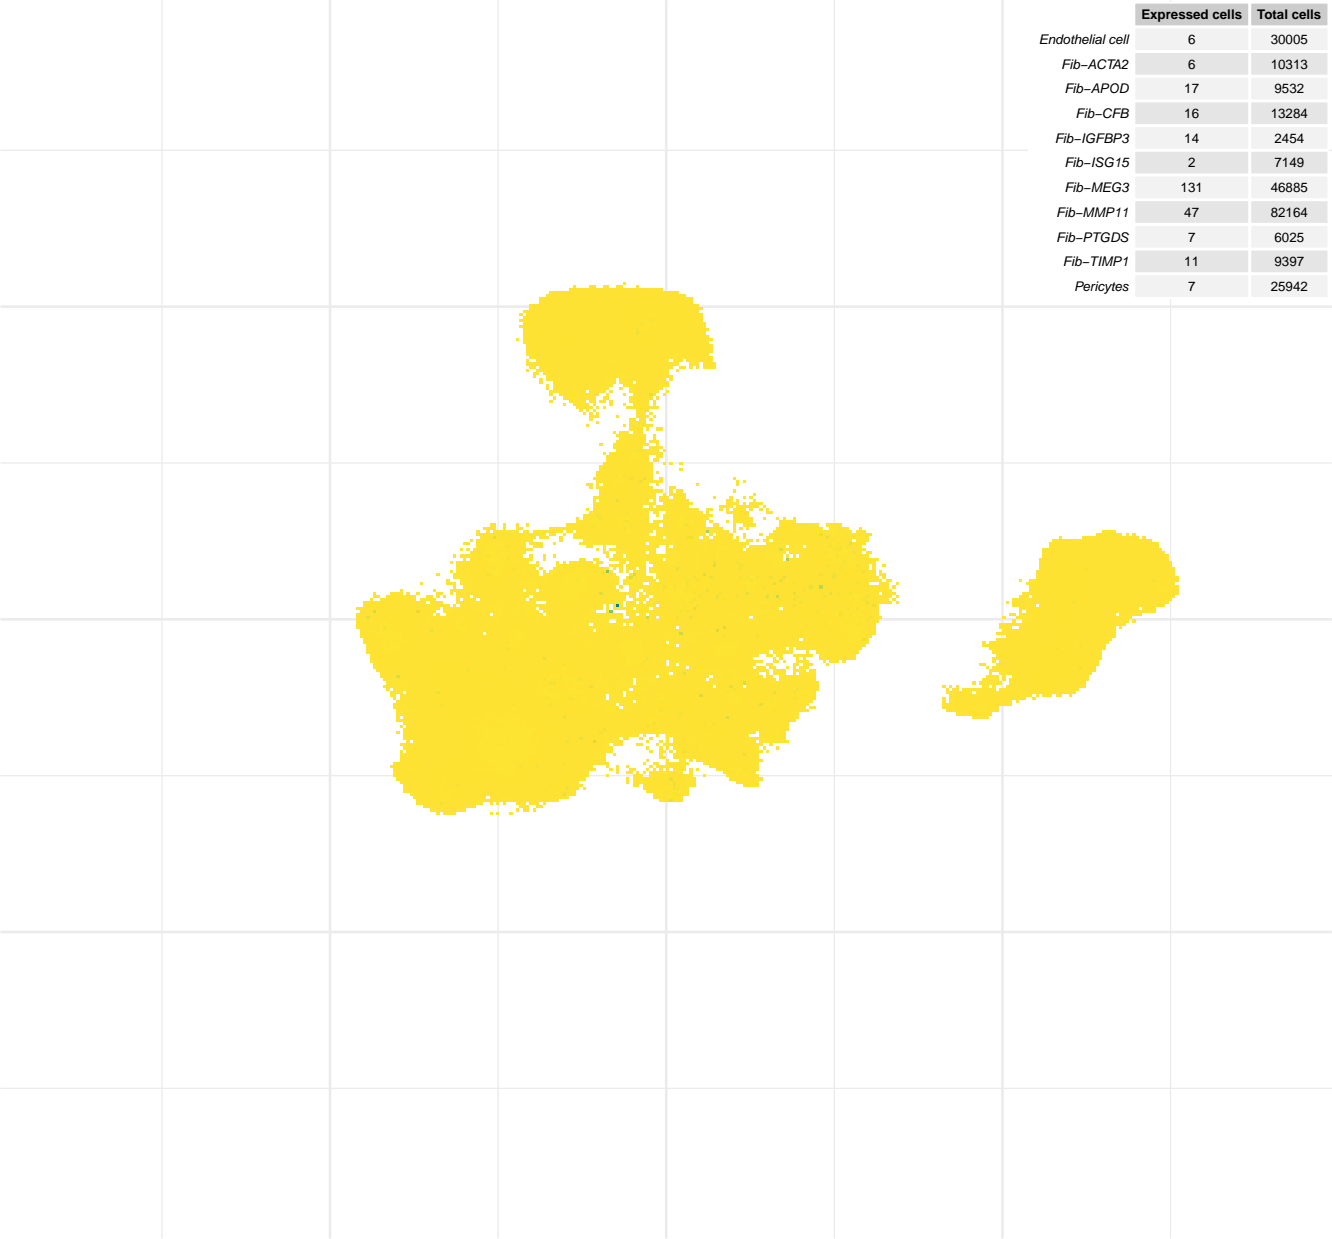 Expressed cells Total cells
Endothelial cell 6 30005
Fib−ACTA2 6 10313
Fib−APOD 17 9532
Fib−CFB 16 13284
Fib−IGFBP3 14 2454
Fib−ISG15 2 7149
Fib−MEG3 131 46885
Fib−MMP11 47 82164
Fib−PTGDS 7 6025
Fib−TIMP1 11 9397
Pericytes 7 25942